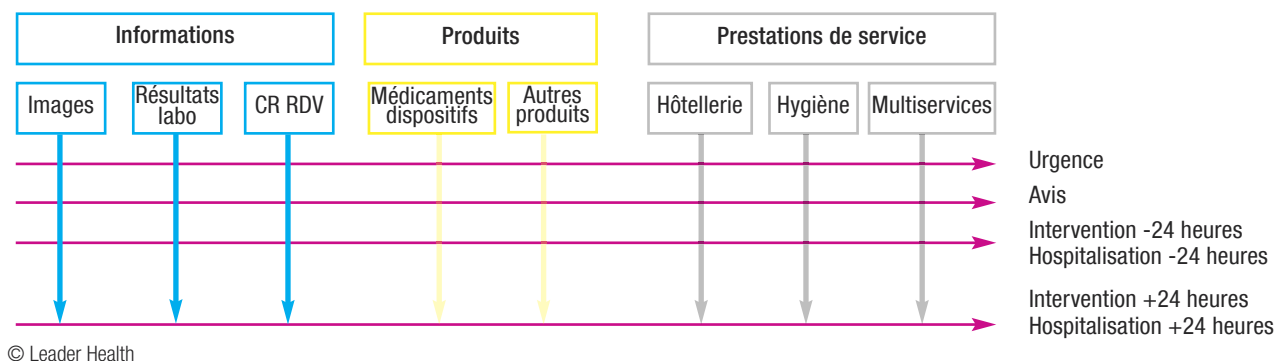 Informations
Produits
Prestations de service
Images
Résultats
labo
CR RDV
Médicaments
dispositifs
Autres
produits
Hôtellerie
Hygiène
Multiservices
Urgence
Avis
Intervention -24 heures
Hospitalisation -24 heures
Intervention +24 heures
Hospitalisation +24 heures
© Leader Health